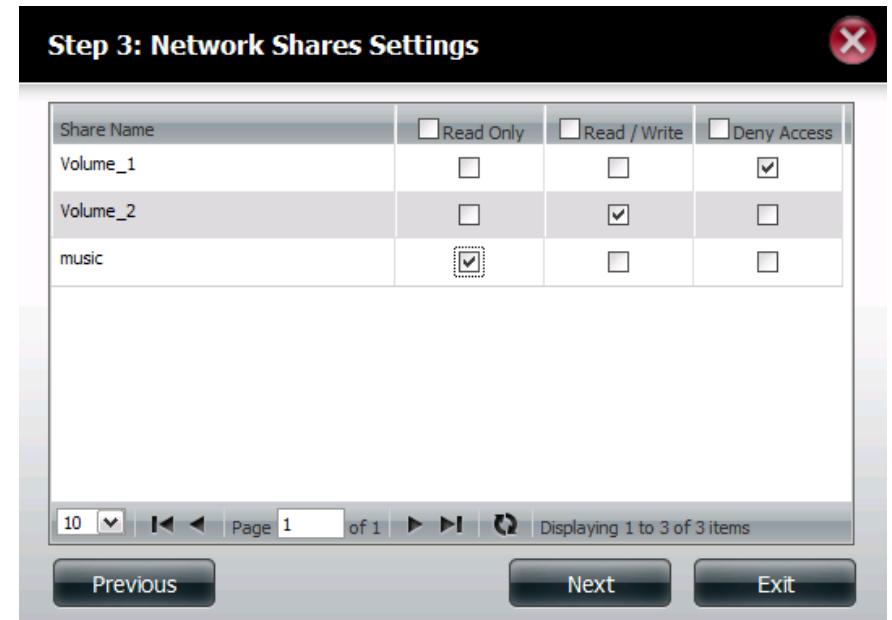 Step 3: Network Shares Settings
Share Name Read Only Read / Write Deny Access
Volume_1
Volume_2
music
10 Page 1 of 1 Displaying 1 to 3 of 3 items
Previous Next Exit